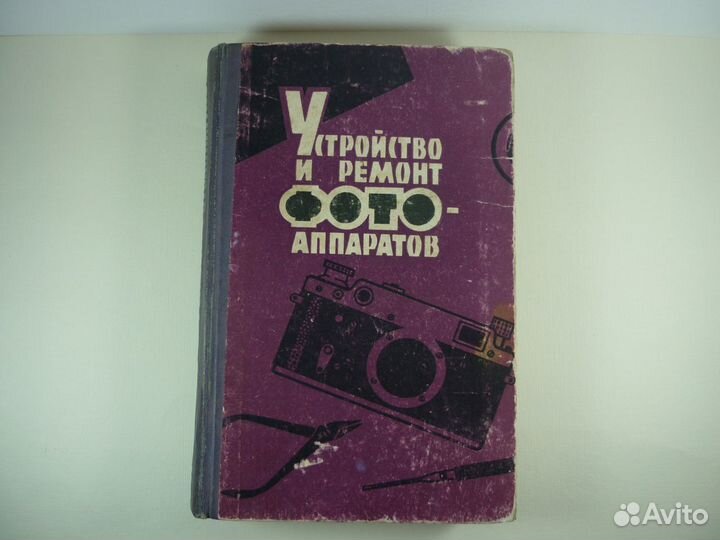 Устройство
и ремонт
фото-
аппаратов
Avito